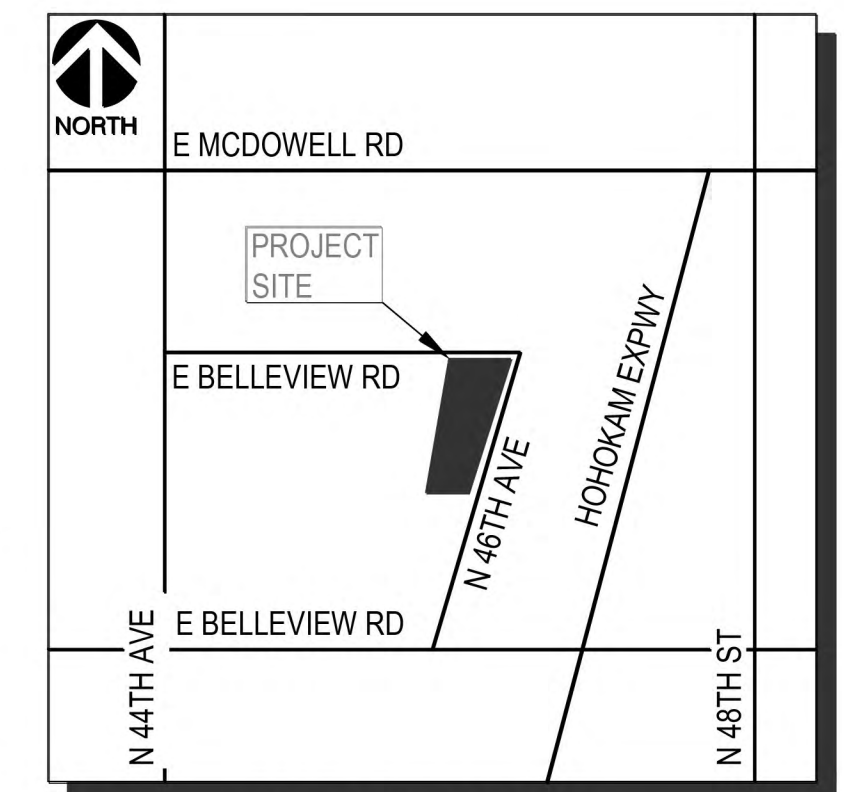 NORTH
E MCDOWELL RD
PROJECT
SITE
E BELLEVIEW RD
HOHOKAM EXPWY
N 46TH AVE
E BELLEVIEW RD
N 44TH AVE
N 48TH ST